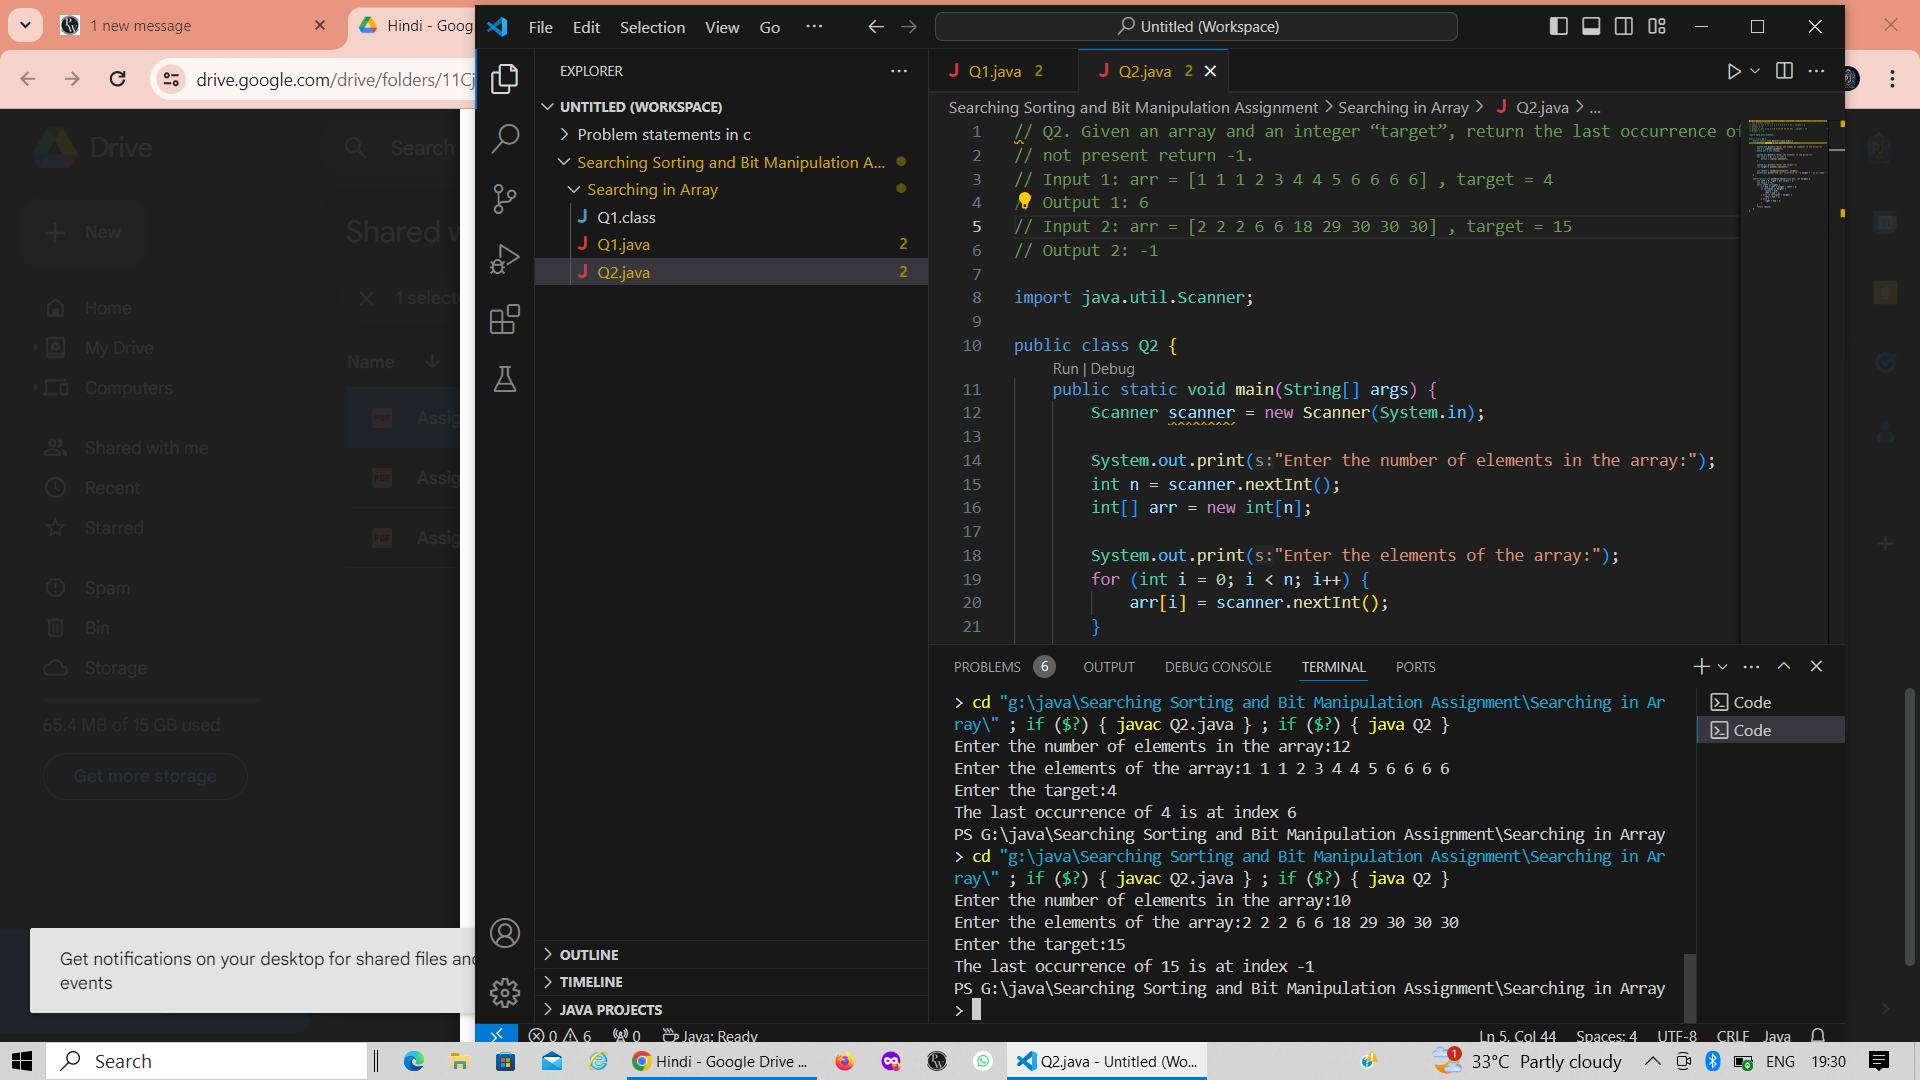 1 new message
Hindi - Goog
drive.google.com/drive/folders/11Cj
Drive
Search
New
Shared w
Home
1 select
My Drive
Name
Computers
Assig
Shared with me
Recent
Assig
Starred
Assig
Spam
Bin
Storage
65.4 MB of 15 GB used
Get more storage
Get notifications on your desktop for shared files and
events
File Edit Selection View Go ···
Untitled (Workspace)
EXPLORER ···
UNTITLED (WORKSPACE)
Problem statements in c
Searching Sorting and Bit Manipulation A...
Searching in Array
J Q1.class
J Q1.java 2
J Q2.java 2
OUTLINE
TIMELINE
JAVA PROJECTS
J Q1.java 2 J Q2.java 2
Searching Sorting and Bit Manipulation Assignment > Searching in Array > J Q2.java > ...
1 // Q2. Given an array and an integer “target”, return the last occurrence of
2 // not present return -1.
3 // Input 1: arr = [1 1 1 2 3 4 4 5 6 6 6 6] , target = 4
4 // Output 1: 6
5 // Input 2: arr = [2 2 2 6 6 18 29 30 30 30] , target = 15
6 // Output 2: -1
7
8 import java.util.Scanner;
9
10 public class Q2 {
Run | Debug
11 public static void main(String[] args) {
12 Scanner scanner = new Scanner(System.in);
13
14 System.out.print(s:"Enter the number of elements in the array:");
15 int n = scanner.nextInt();
16 int[] arr = new int[n];
17
18 System.out.print(s:"Enter the elements of the array:");
19 for (int i = 0; i < n; i++) {
20 arr[i] = scanner.nextInt();
21 }
PROBLEMS 6 OUTPUT DEBUG CONSOLE TERMINAL PORTS
> cd "g:\java\Searching Sorting and Bit Manipulation Assignment\Searching in Ar
ray\" ; if ($?) { javac Q2.java } ; if ($?) { java Q2 }
Enter the number of elements in the array:12
Enter the elements of the array:1 1 1 2 3 4 4 5 6 6 6 6
Enter the target:4
The last occurrence of 4 is at index 6
PS G:\java\Searching Sorting and Bit Manipulation Assignment\Searching in Array
> cd "g:\java\Searching Sorting and Bit Manipulation Assignment\Searching in Ar
ray\" ; if ($?) { javac Q2.java } ; if ($?) { java Q2 }
Enter the number of elements in the array:10
Enter the elements of the array:2 2 2 6 6 18 29 30 30 30
Enter the target:15
The last occurrence of 15 is at index -1
PS G:\java\Searching Sorting and Bit Manipulation Assignment\Searching in Array
>
Code
Code
0 6 0 Java: Ready
Ln 5, Col 44 Spaces: 4 UTF-8 CRLF Java
Search
Hindi - Google Drive ...
Q2.java - Untitled (Wo...
1 33°C Partly cloudy
ENG 19:30